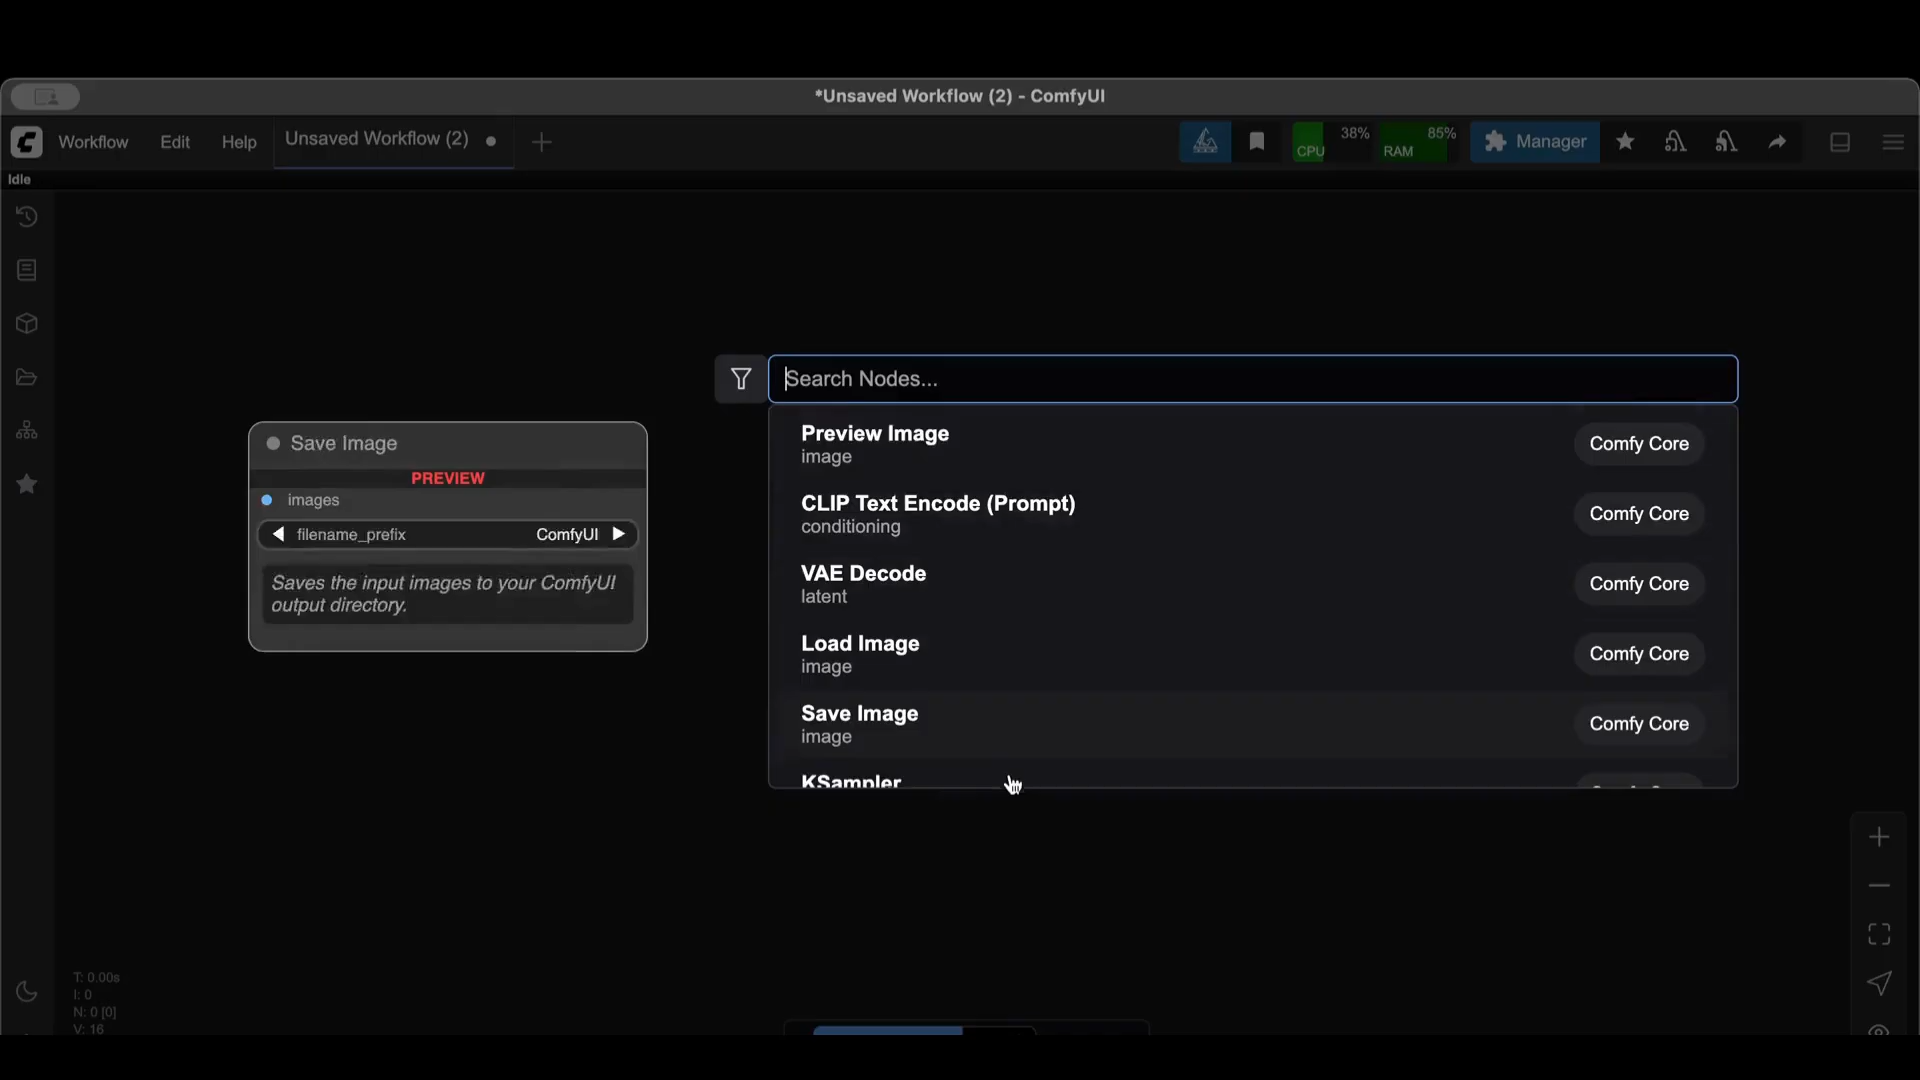 *Unsaved Workflow (2) - ComfyUI
Workflow
Edit
Help
Unsaved Workflow (2)
CPU
38%
RAM
85%
Manager
Idle
Search Nodes...
Save Image
PREVIEW
images
filename_prefix
ComfyUI
Saves the input images to your ComfyUI
output directory.
Preview Image
image
Comfy Core
CLIP Text Encode (Prompt)
conditioning
Comfy Core
VAE Decode
latent
Comfy Core
Load Image
image
Comfy Core
Save Image
image
Comfy Core
KSampler
T: 0.00s
I: 0
N: 0 [0]
V: 16